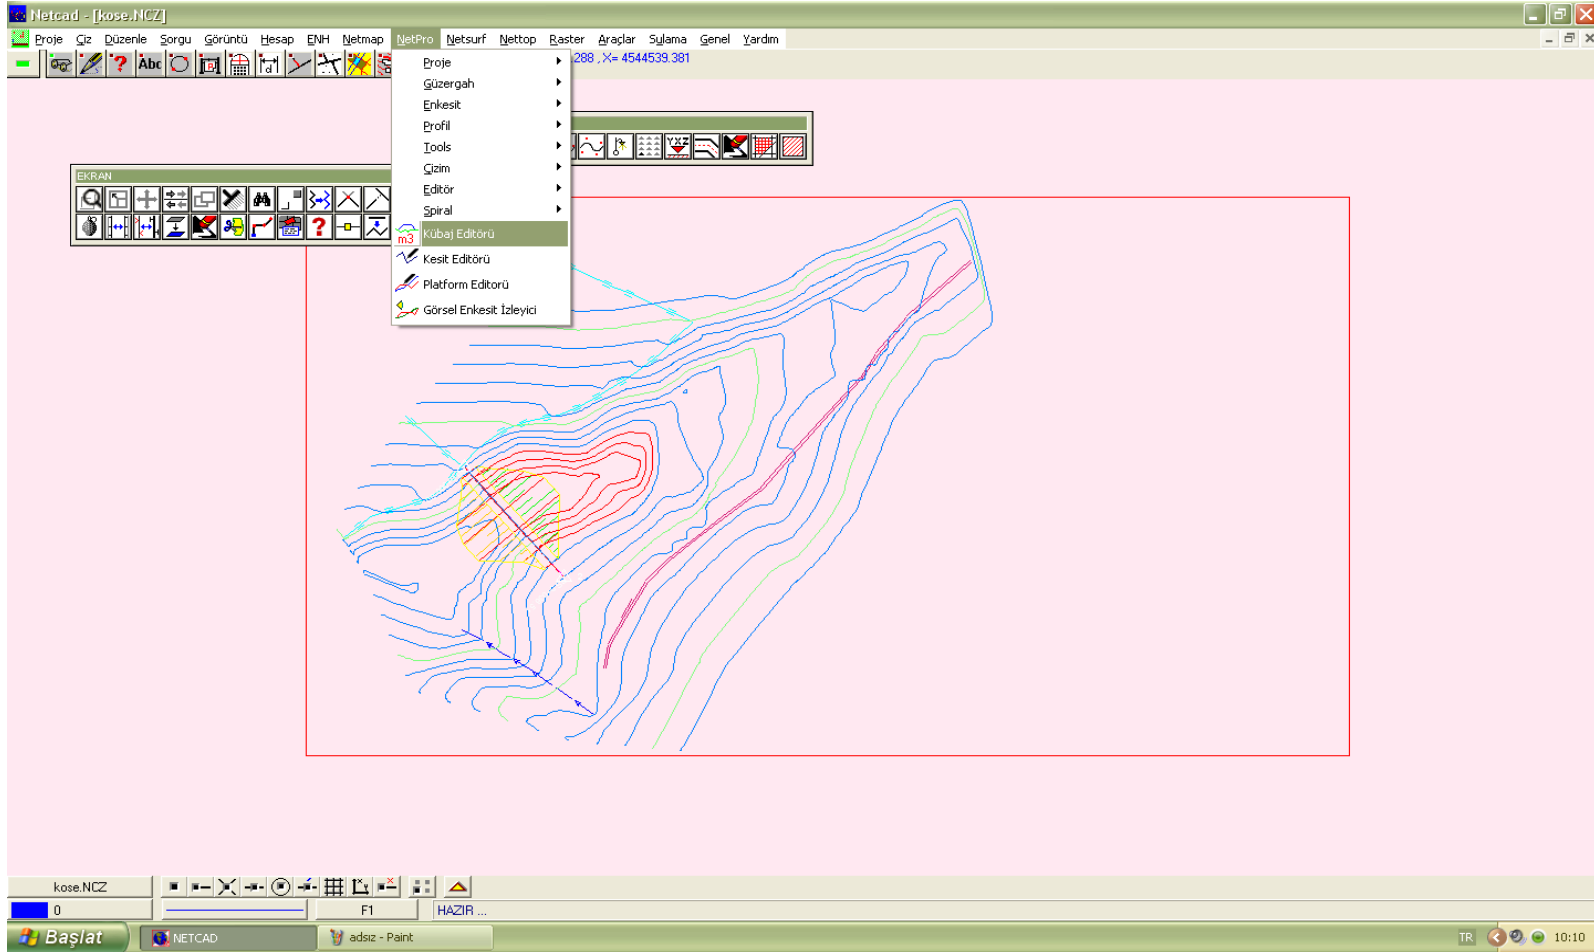 Netcad - [kose.NCZ]
Proje Çiz Düzenle Sorgu Görüntü Hesap ENH Netmap NetPro Netsurf Nettop Raster Araçlar Sulama Genel Yardım
Abc
.288 , X= 4544539.381
Proje
Güzergah
Enkesit
Profil
Tools
Çizim
Editör
Spiral
m3 Kübaj Editörü
Kesit Editörü
Platform Editorü
Görsel Enkesit İzleyici
YXZ
EKRAN
kose.NCZ
0 F1 HAZIR ...
Başlat NETCAD adsız - Paint TR 10:10